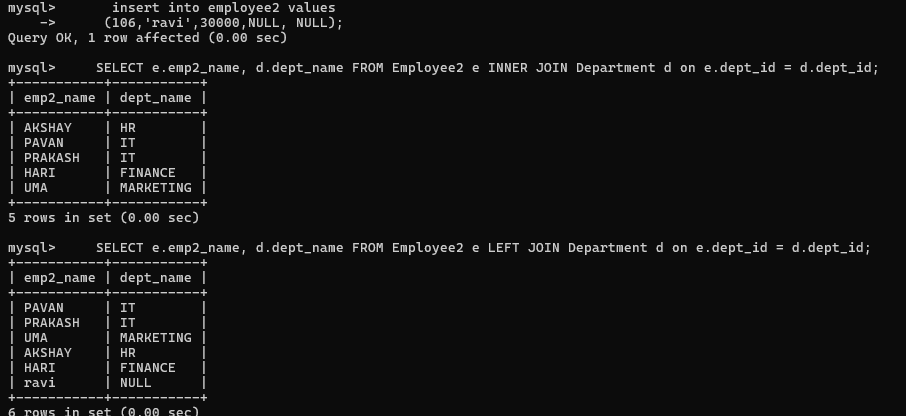 mysql>       insert into employee2 values
    ->      (106,'ravi',30000,NULL, NULL);
Query OK, 1 row affected (0.00 sec)
mysql>     SELECT e.emp2_name, d.dept_name FROM Employee2 e INNER JOIN Department d on e.dept_id = d.dept_id;
+-----------+-----------+
| emp2_name | dept_name |
+-----------+-----------+
| AKSHAY    | HR        |
| PAVAN     | IT        |
| PRAKASH   | IT        |
| HARI      | FINANCE   |
| UMA       | MARKETING |
+-----------+-----------+
5 rows in set (0.00 sec)
mysql>     SELECT e.emp2_name, d.dept_name FROM Employee2 e LEFT JOIN Department d on e.dept_id = d.dept_id;
+-----------+-----------+
| emp2_name | dept_name |
+-----------+-----------+
| PAVAN     | IT        |
| PRAKASH   | IT        |
| UMA       | MARKETING |
| AKSHAY    | HR        |
| HARI      | FINANCE   |
| ravi      | NULL      |
+-----------+-----------+
6 rows in set (0.00 sec)